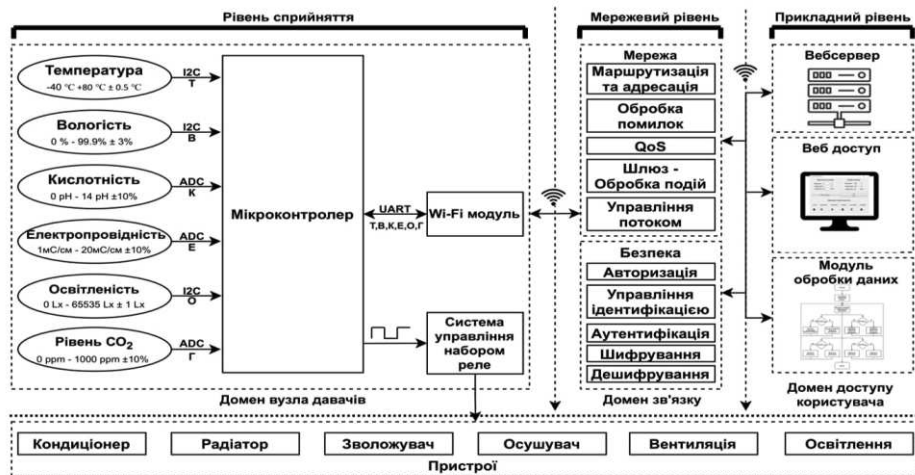 Рівень сприйняття
Мережевий рівень
Прикладний рівень
Температура
-40 °C +80 °C ± 0.5 °C
I2C
Т
Вологість
0 % - 99.9% ± 3%
I2C
В
Кислотність
0 pH - 14 pH ±10%
ADC
К
Електропровідність
1мС/см - 20мС/см ±10%
ADC
Е
Освітленість
0 Lx - 65535 Lx ± 1 Lx
I2C
О
Рівень CO2
0 ppm - 1000 ppm ±10%
ADC
Г
Мікроконтролер
UART
Т,В,К,Е,О,Г
Wi-Fi модуль
Система
управління
набором
реле
Домен вузла давачів
Мережа
Маршрутизація
та адресація
Обробка
помилок
QoS
Шлюз -
Обробка подій
Управління
потоком
Безпека
Авторизація
Управління
ідентифікацією
Аутентифікація
Шифрування
Дешифрування
Домен зв'язку
Вебсервер
Веб доступ
Модуль
обробки даних
Домен доступу
користувача
Кондиціонер
Радіатор
Зволожувач
Осушувач
Вентиляція
Освітлення
Пристрої